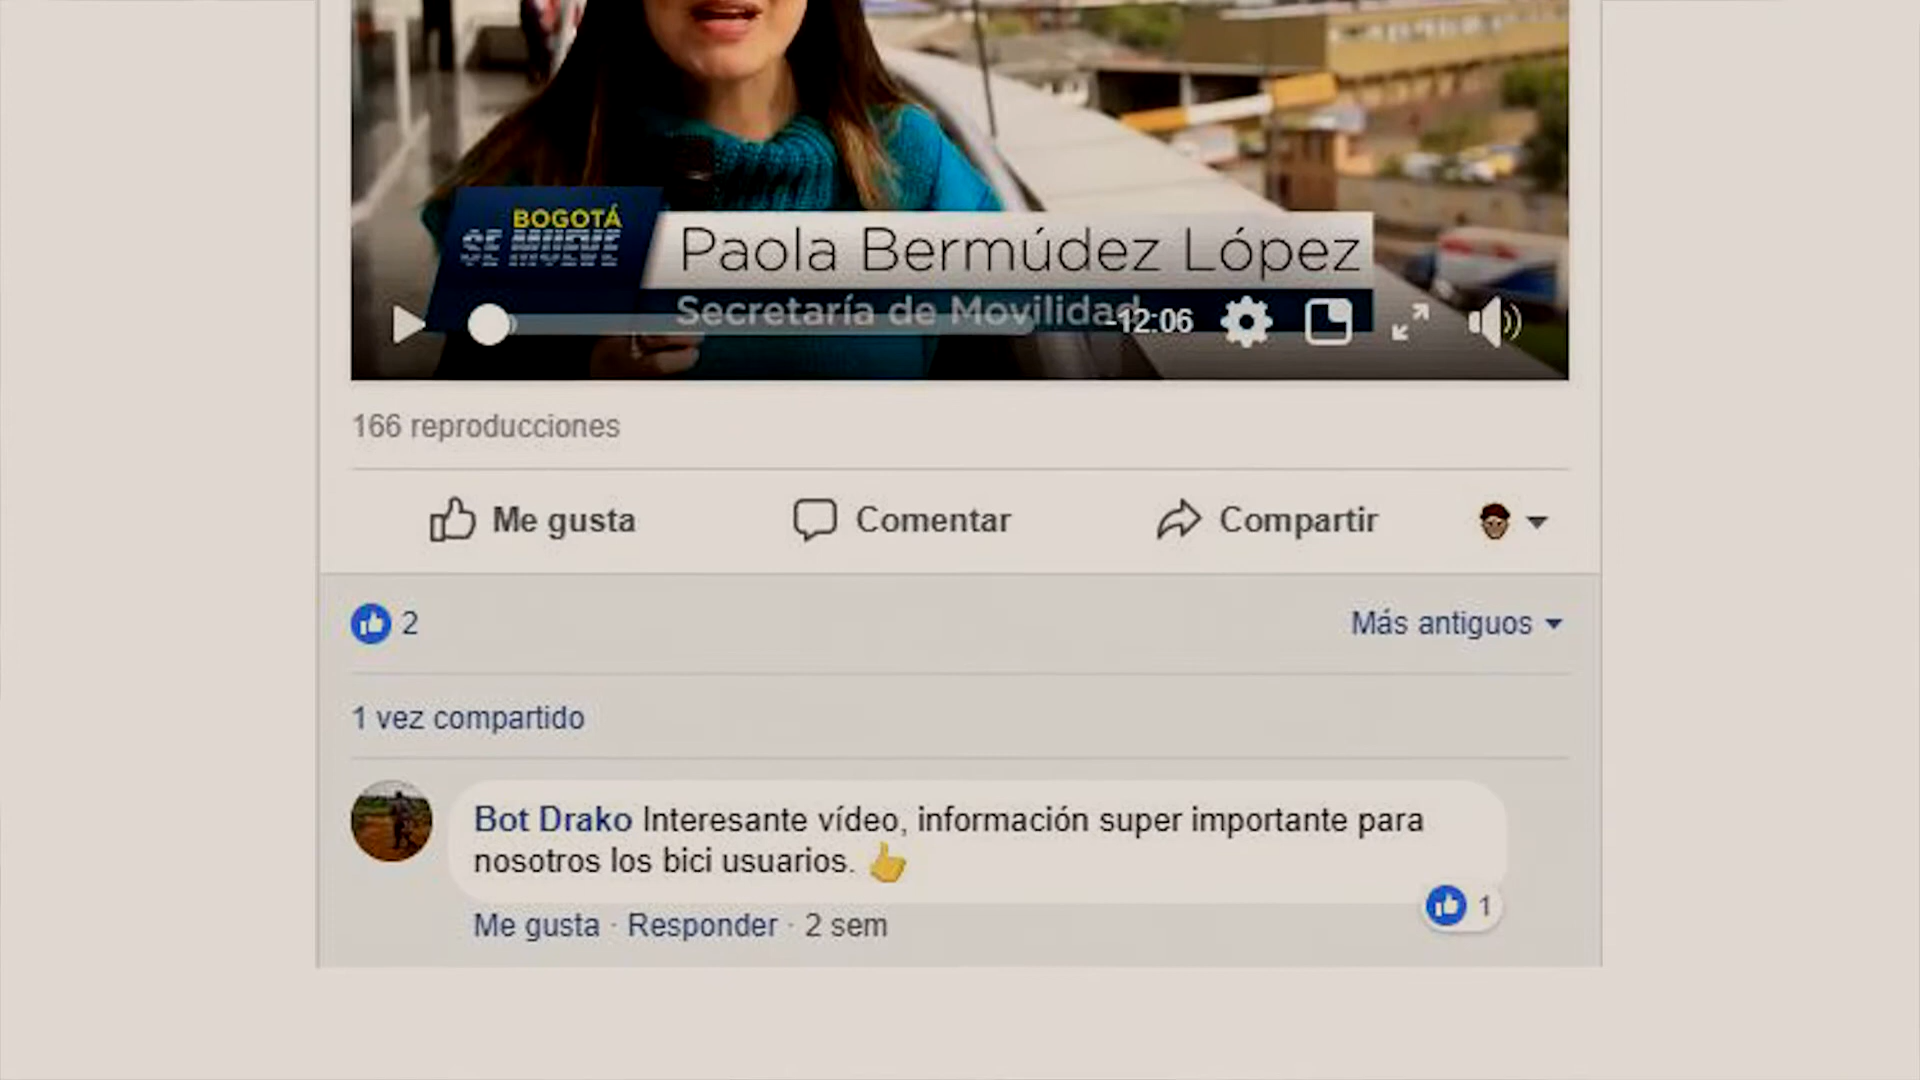 BOGOTÁ
SE MUEVE
Paola Bermúdez López
Secretaría de Movilidad
-12:06
166 reproducciones
Me gusta
Comentar
Compartir
2
Más antiguos
1 vez compartido
Bot Drako Interesante vídeo, información super importante para
nosotros los bici usuarios.
1
Me gusta · Responder · 2 sem